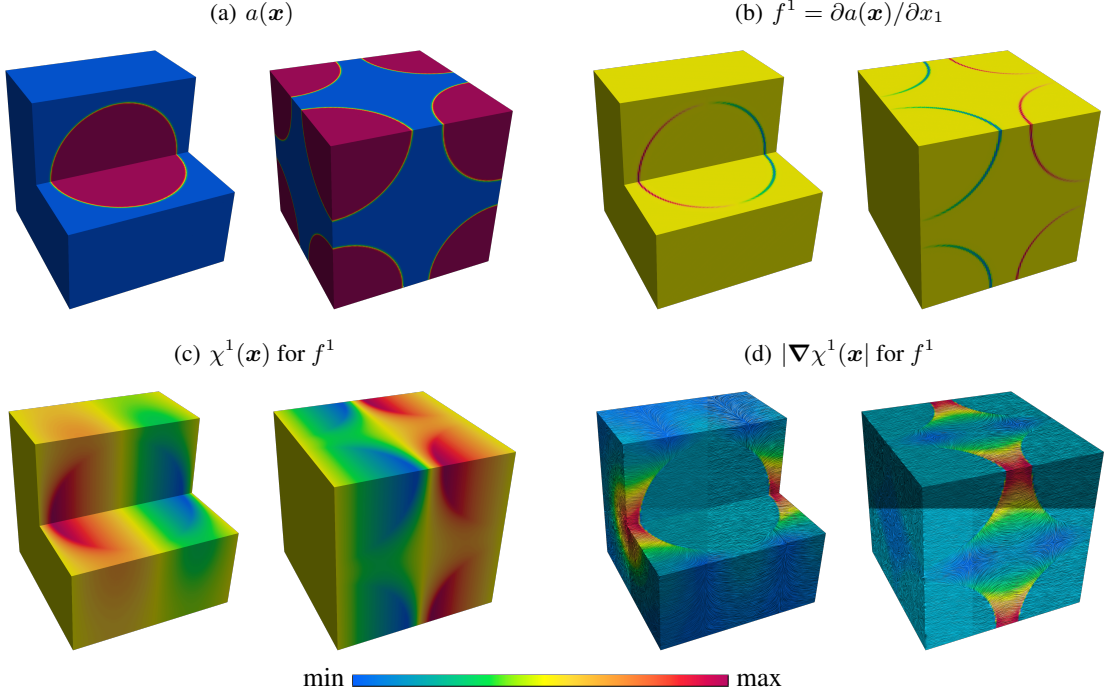 (a) a(𝒙)
(b) f¹ = ∂a(𝒙)/∂x₁
(c) χ¹(𝒙) for f¹
(d) |𝛁χ¹(𝒙| for f¹
min max